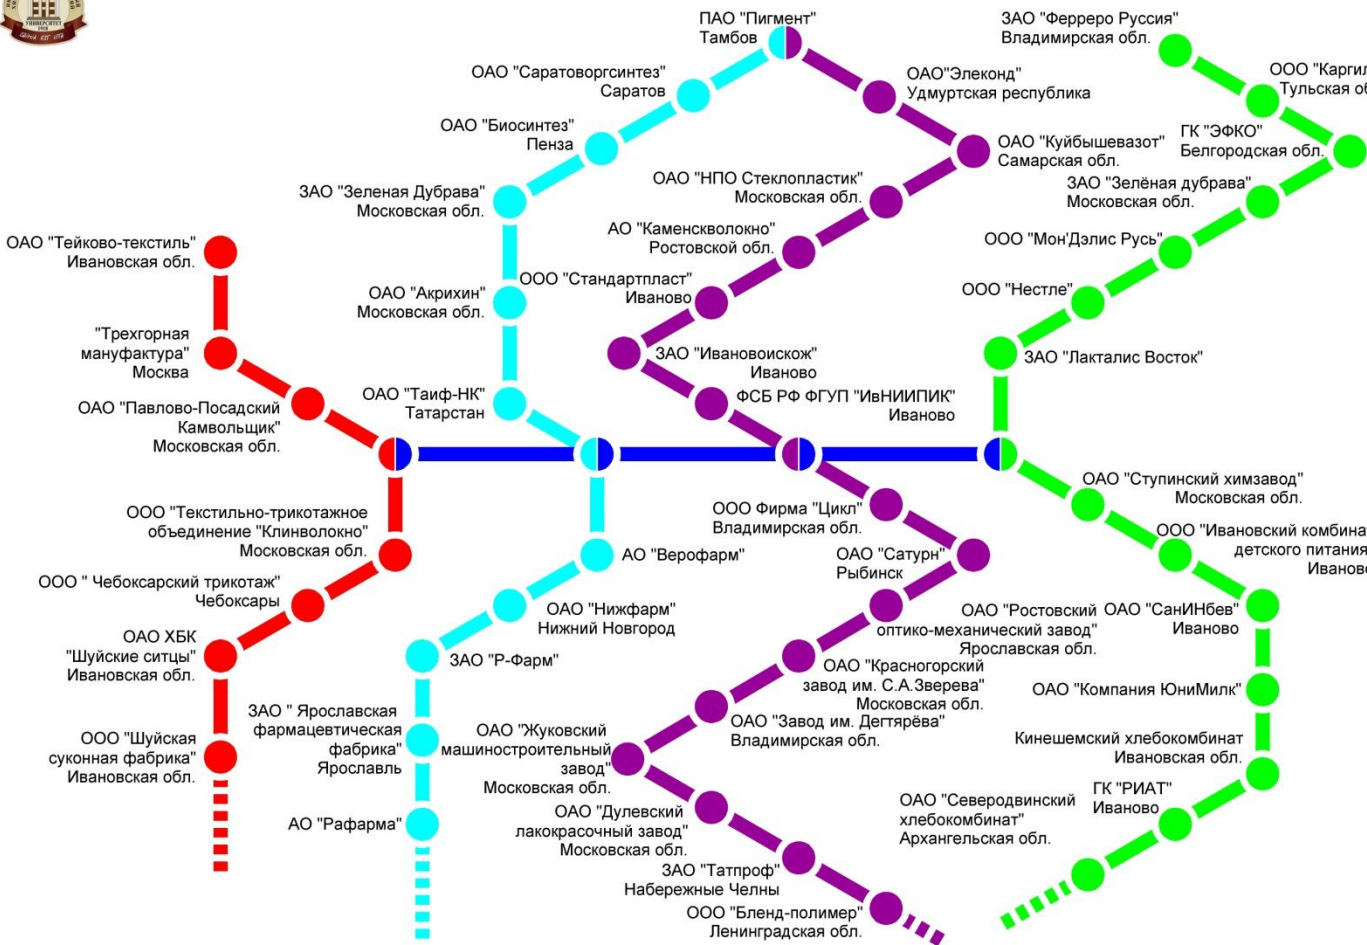 УНИВЕРСИТЕТ
1918
ПАО "Пигмент"
Тамбов
ЗАО "Ферреро Руссия"
Владимирская обл.
ОАО "Саратоворгсинтез"
Саратов
ОАО"Элеконд"
Удмуртская республика
ООО "Каргил
Тульская об
ОАО "Биосинтез"
Пенза
ОАО "Куйбышевазот"
Самарская обл.
ГК "ЭФКО"
Белгородская обл.
ЗАО "Зеленая Дубрава"
Московская обл.
ОАО "НПО Стеклопластик"
Московская обл.
ЗАО "Зелёная дубрава"
Московская обл.
ОАО "Тейково-текстиль"
Ивановская обл.
АО "Каменскволокно"
Ростовской обл.
ООО "Мон'Дэлис Русь"
ОАО "Акрихин"
Московская обл.
ООО "Стандартпласт"
Иваново
ООО "Нестле"
"Трехгорная
мануфактура"
Москва
ЗАО "Ивановоискож"
Иваново
ЗАО "Лакталис Восток"
ОАО "Павлово-Посадский
Камвольщик"
Московская обл.
ОАО "Таиф-НК"
Татарстан
ФСБ РФ ФГУП "ИвНИИПИК"
Иваново
ООО "Текстильно-трикотажное
объединение "Клинволокно"
Московская обл.
АО "Верофарм"
ООО Фирма "Цикл"
Владимирская обл.
ОАО "Ступинский химзавод"
Московская обл.
ОАО "Сатурн"
Рыбинск
ООО "Ивановский комбинат
детского питания
Иваново
ООО " Чебоксарский трикотаж"
Чебоксары
ОАО "Нижфарм"
Нижний Новгород
ОАО "Ростовский
оптико-механический завод"
Ярославская обл.
ОАО "СанИНбев"
Иваново
ОАО ХБК
"Шуйские ситцы"
Ивановская обл.
ЗАО "Р-Фарм"
ОАО "Красногорский
завод им. С.А.Зверева"
Московская обл.
ОАО "Компания ЮниМилк"
ООО "Шуйская
суконная фабрика"
Ивановская обл.
ЗАО " Ярославская
фармацевтическая
фабрика"
Ярославль
ОАО "Жуковский
машиностроительный
завод"
Московская обл.
ОАО "Завод им. Дегтярёва"
Владимирская обл.
Кинешемский хлебокомбинат
Ивановская обл.
АО "Рафарма"
ОАО "Дулевский
лакокрасочный завод"
Московская обл.
ОАО "Северодвинский
хлебокомбинат"
Архангельская обл.
ГК "РИАТ"
Иваново
ЗАО "Татпроф"
Набережные Челны
ООО "Бленд-полимер"
Ленинградская обл.